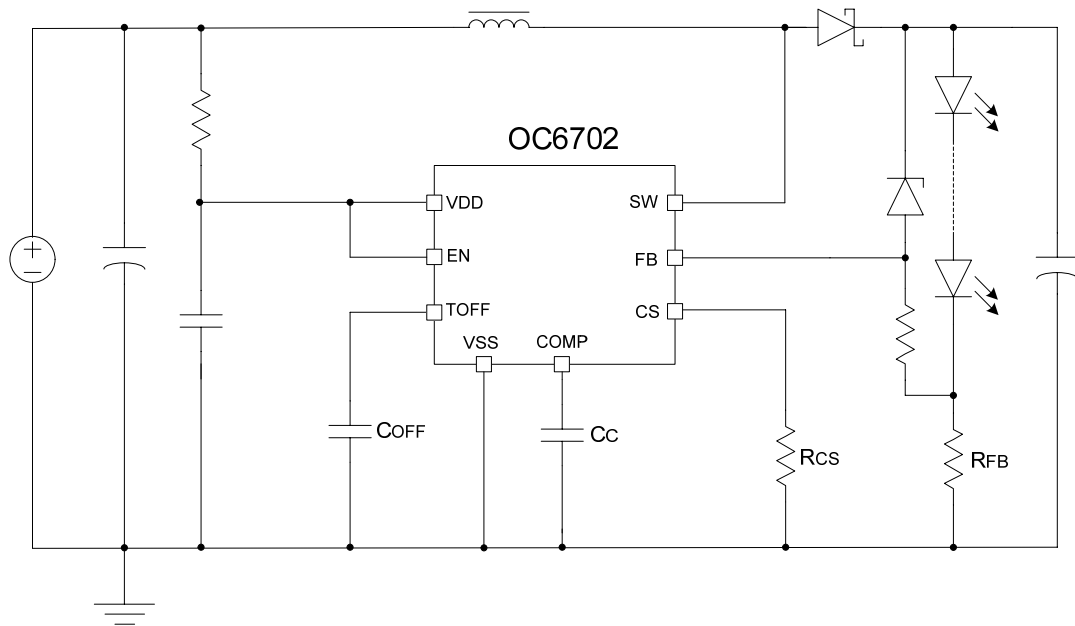 OC6702
VDD
SW
EN
FB
TOFF
CS
VSS
COMP
COFF
CC
RCS
RFB